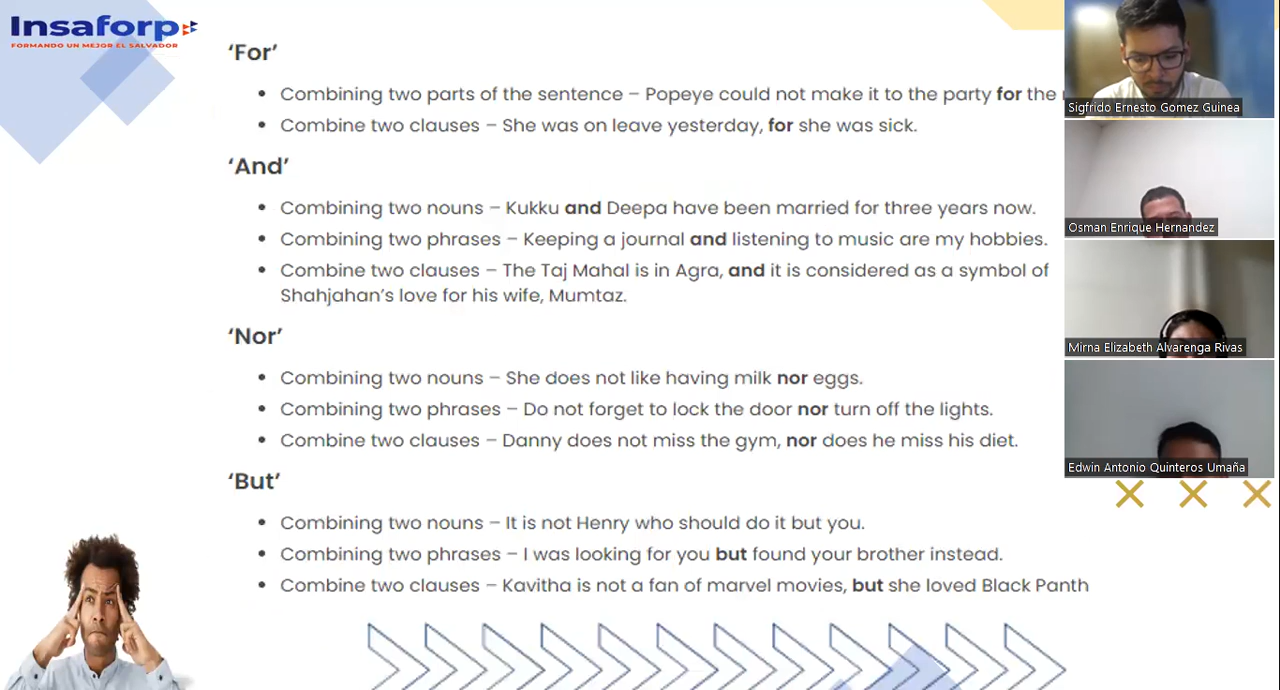 Insaforp
FORMANDO UN MEJOR EL SALVADOR
‘For’
• Combining two parts of the sentence – Popeye could not make it to the party for the
• Combine two clauses – She was on leave yesterday, for she was sick.
‘And’
• Combining two nouns – Kukku and Deepa have been married for three years now.
• Combining two phrases – Keeping a journal and listening to music are my hobbies.
• Combine two clauses – The Taj Mahal is in Agra, and it is considered as a symbol of
Shahjahan’s love for his wife, Mumtaz.
‘Nor’
• Combining two nouns – She does not like having milk nor eggs.
• Combining two phrases – Do not forget to lock the door nor turn off the lights.
• Combine two clauses – Danny does not miss the gym, nor does he miss his diet.
‘But’
• Combining two nouns – It is not Henry who should do it but you.
• Combining two phrases – I was looking for you but found your brother instead.
• Combine two clauses – Kavitha is not a fan of marvel movies, but she loved Black Panth
Sigfrido Ernesto Gomez Guinea
Osman Enrique Hernandez
Mirna Elizabeth Alvarenga Rivas
Edwin Antonio Quinteros Umaña